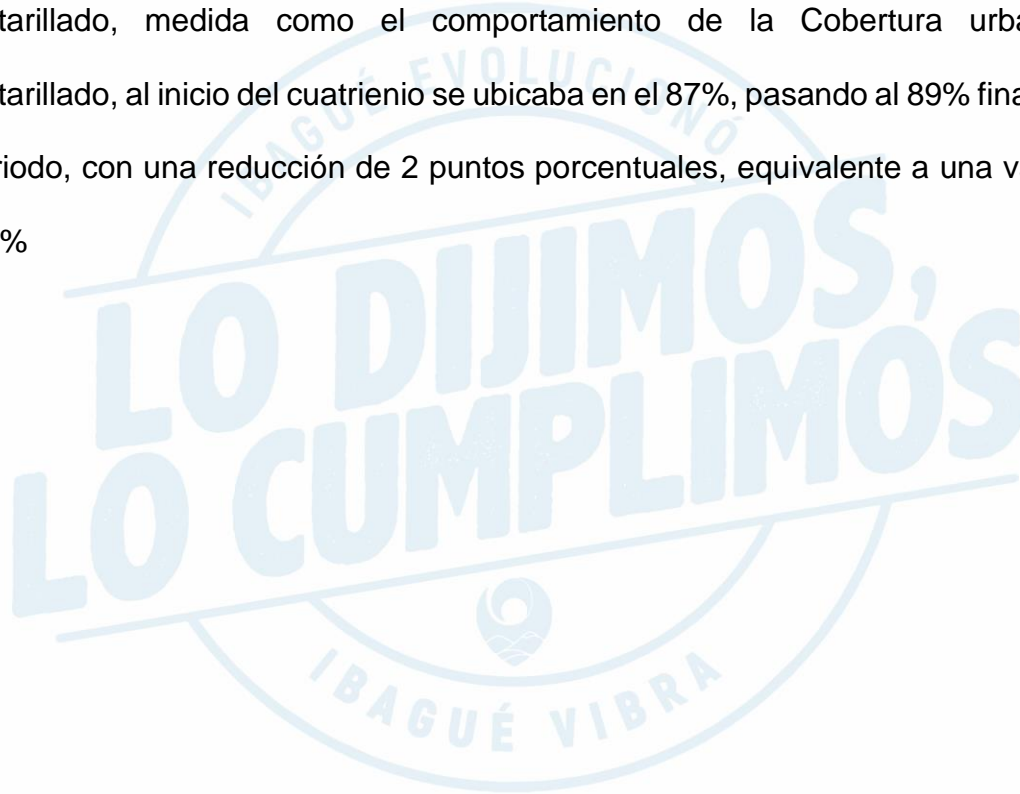 tarillado, medida como el comportamiento de la Cobertura urba
tarillado, al inicio del cuatrienio se ubicaba en el 87%, pasando al 89% fina
riodo, con una reducción de 2 puntos porcentuales, equivalente a una v
%
IBAGUÉ EVOLUCIONÓ
LO DIJIMOS,
LO CUMPLIMOS
IBAGUÉ VIBRA